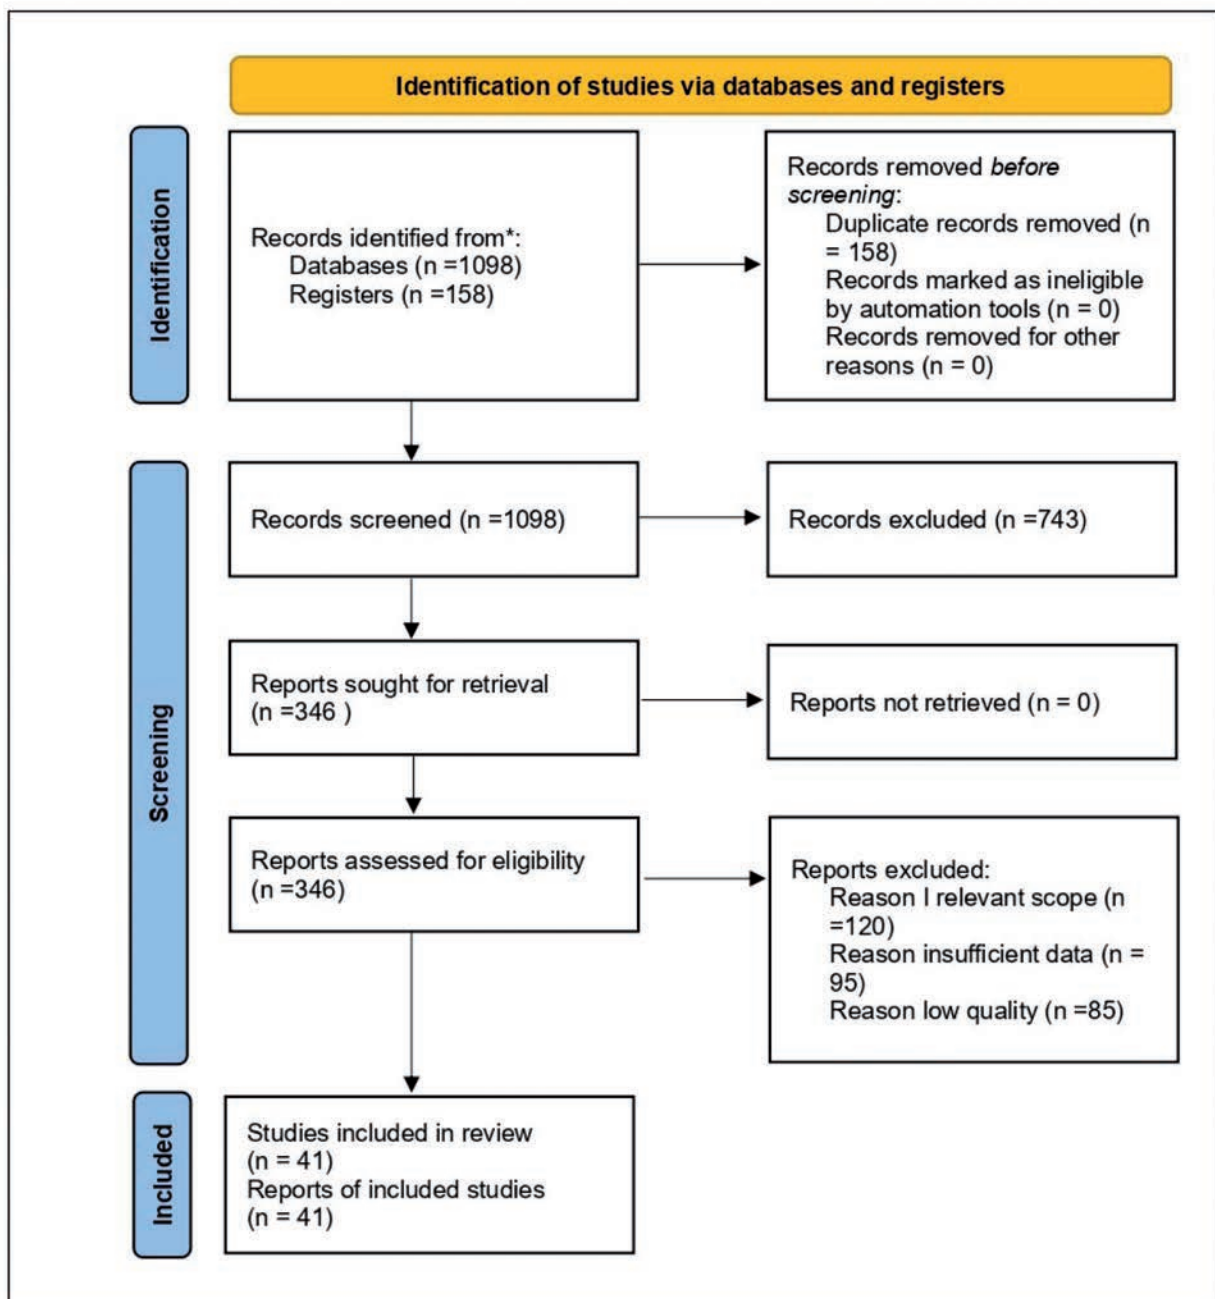 Identification of studies via databases and registers
Identification
Records identified from*:
Databases (n =1098)
Registers (n =158)
Records removed before
screening:
Duplicate records removed (n
= 158)
Records marked as ineligible
by automation tools (n = 0)
Records removed for other
reasons (n = 0)
Screening
Records screened (n =1098)
Records excluded (n =743)
Reports sought for retrieval
(n =346 )
Reports not retrieved (n = 0)
Reports assessed for eligibility
(n =346)
Reports excluded:
Reason I relevant scope (n
=120)
Reason insufficient data (n =
95)
Reason low quality (n =85)
Included
Studies included in review
(n = 41)
Reports of included studies
(n = 41)